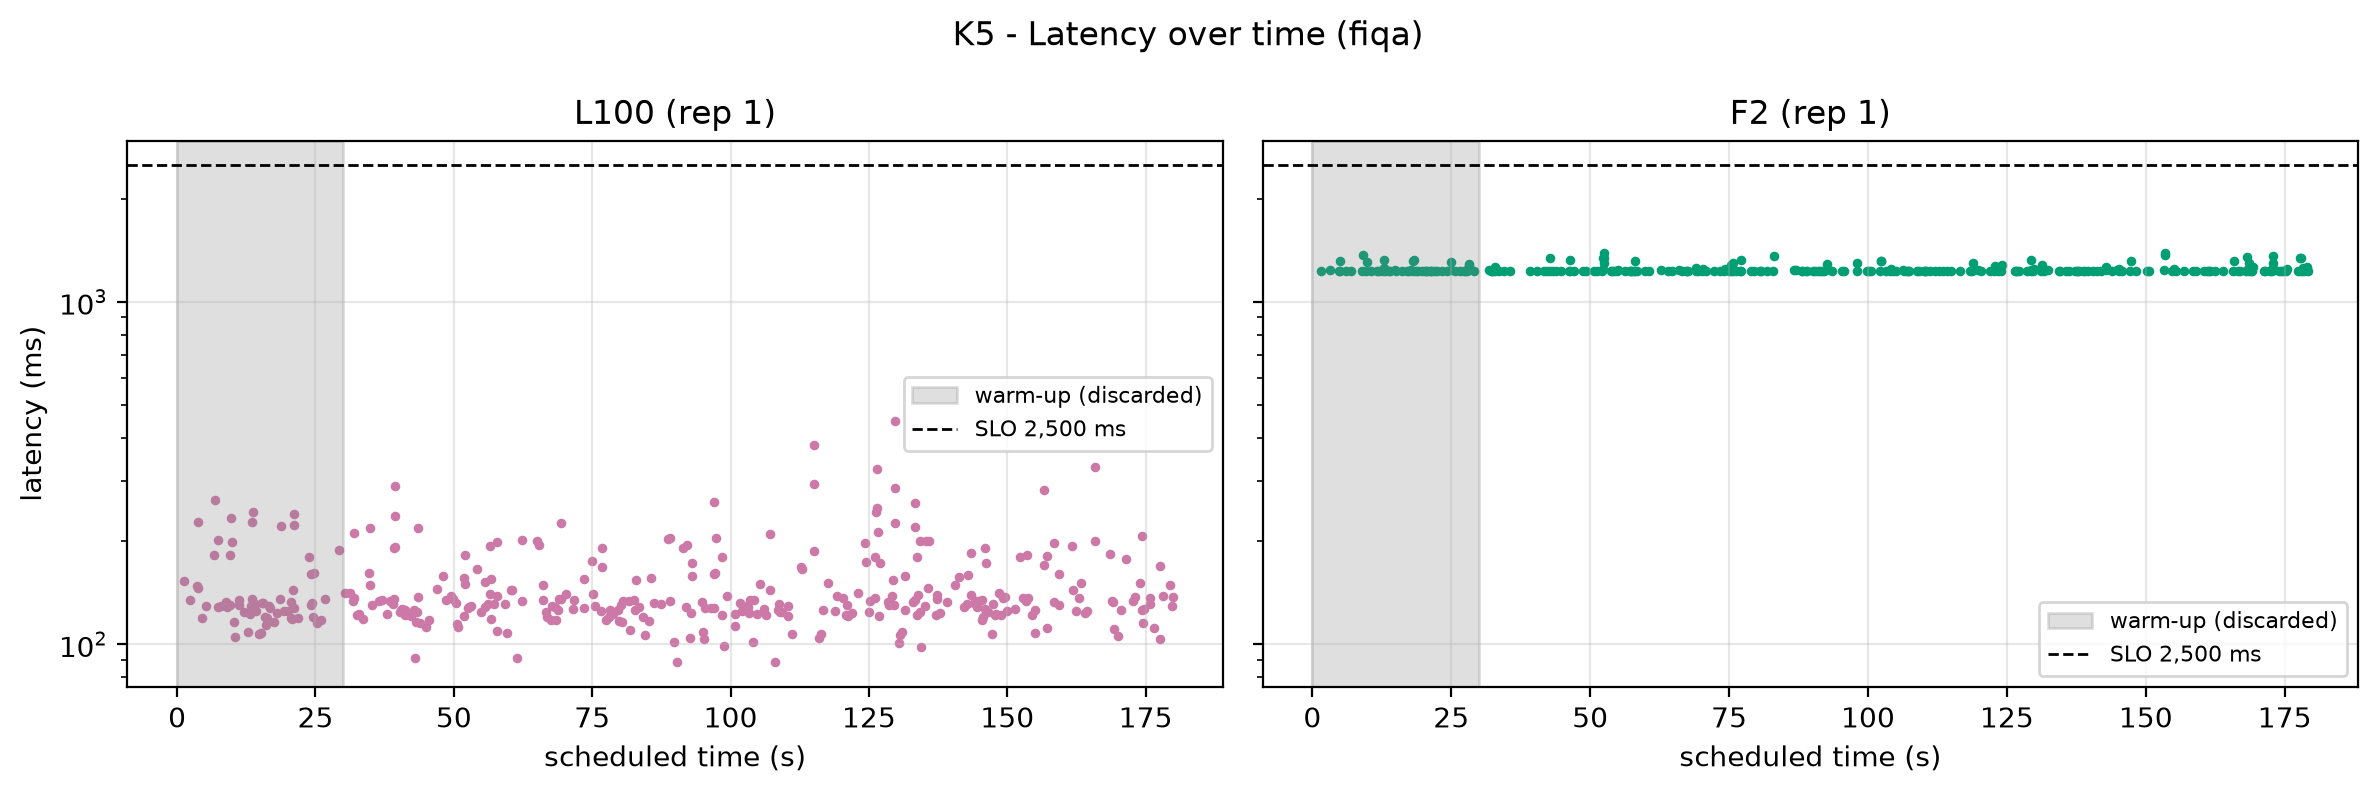 K5 - Latency over time (fiqa)
L100 (rep 1)
latency (ms)
10³
10²
warm-up (discarded)
SLO 2,500 ms
0 25 50 75 100 125 150 175
scheduled time (s)
F2 (rep 1)
warm-up (discarded)
SLO 2,500 ms
0 25 50 75 100 125 150 175
scheduled time (s)